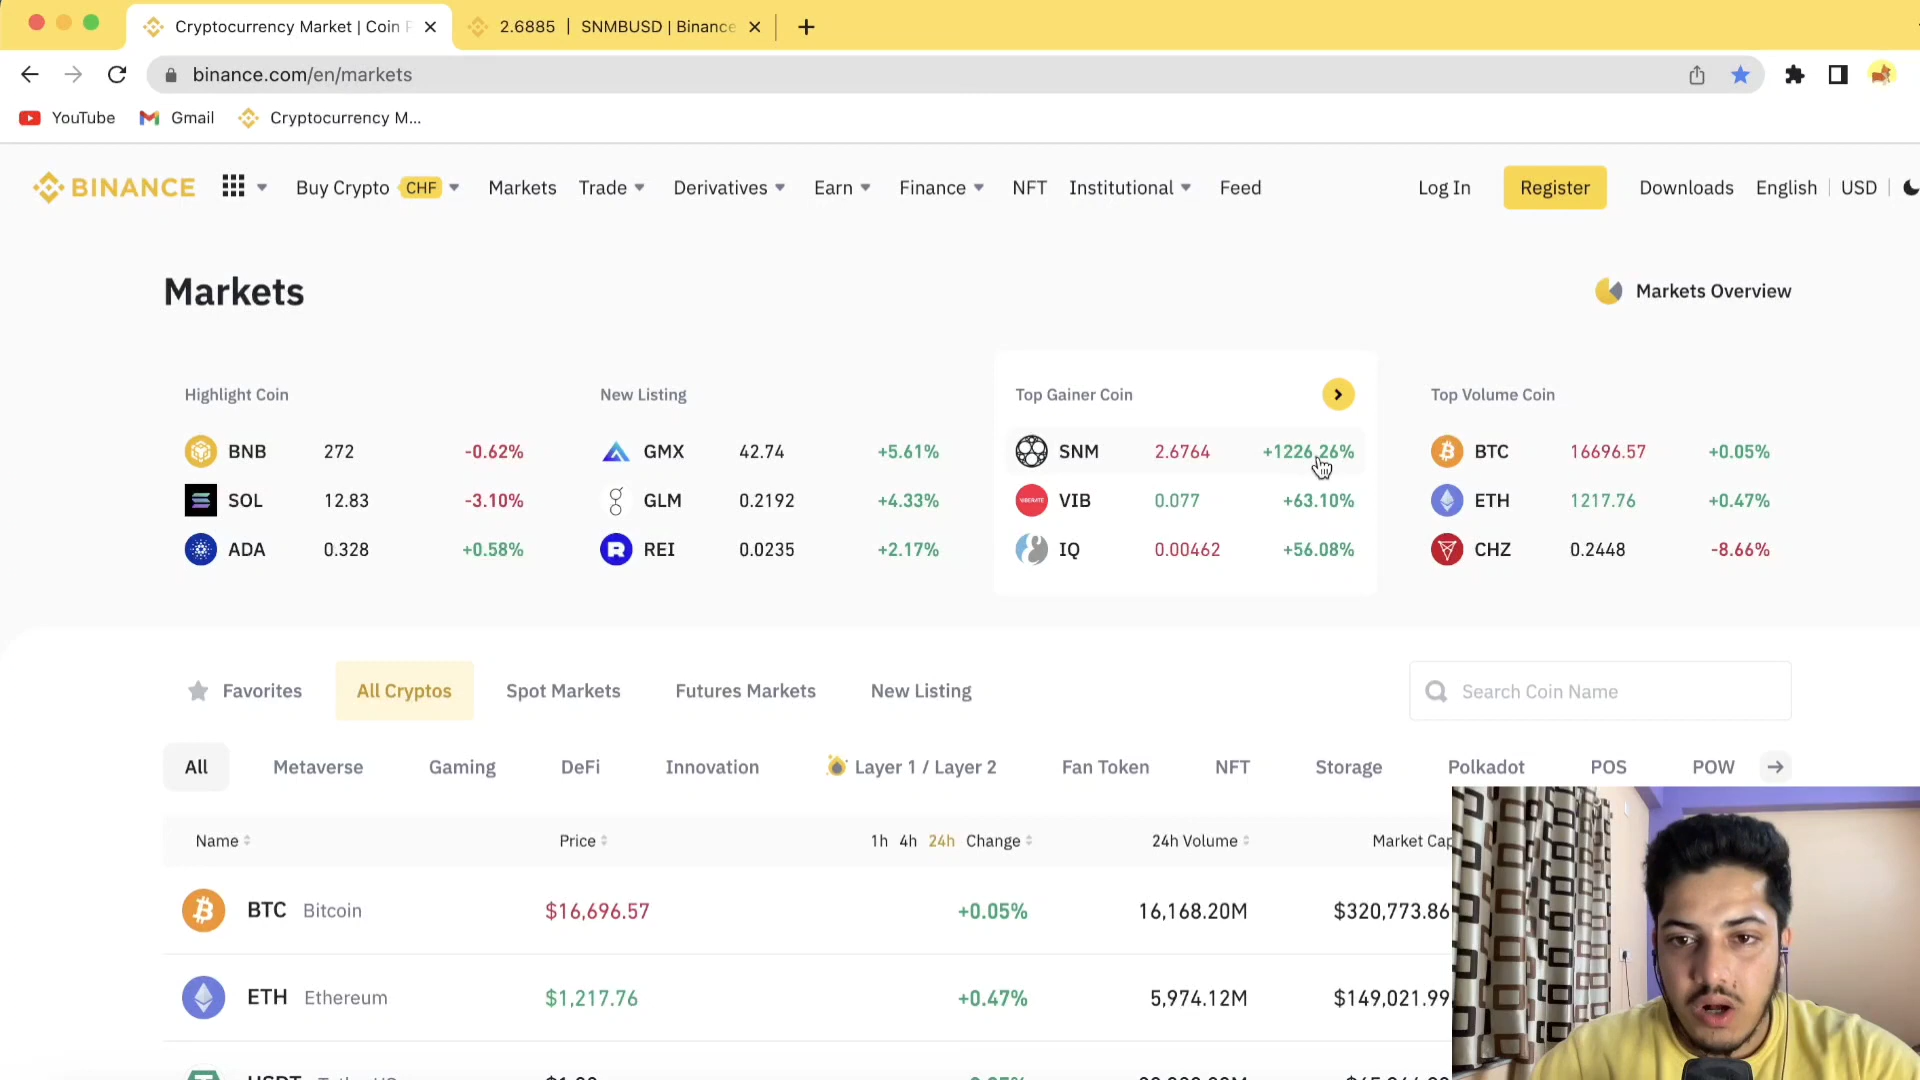 Cryptocurrency Market | Coin P
2.6885 | SNMBUSD | Binance
binance.com/en/markets
YouTube
Gmail
Cryptocurrency M...
BINANCE
Buy Crypto CHF Markets Trade Derivatives Earn Finance NFT Institutional Feed
Log In Register Downloads English USD
Markets
Markets Overview
Highlight Coin
BNB 272 -0.62%
SOL 12.83 -3.10%
ADA 0.328 +0.58%
New Listing
GMX 42.74 +5.61%
GLM 0.2192 +4.33%
REI 0.0235 +2.17%
Top Gainer Coin
SNM 2.6764 +1226.26%
VIB 0.077 +63.10%
IQ 0.00462 +56.08%
Top Volume Coin
BTC 16696.57 +0.05%
ETH 1217.76 +0.47%
CHZ 0.2448 -8.66%
Favorites All Cryptos Spot Markets Futures Markets New Listing
Search Coin Name
All Metaverse Gaming DeFi Innovation Layer 1 / Layer 2 Fan Token NFT Storage Polkadot POS POW
Name Price 1h 4h 24h Change 24h Volume Market Cap
BTC Bitcoin $16,696.57 +0.05% 16,168.20M $320,773.86
ETH Ethereum $1,217.76 +0.47% 5,974.12M $149,021.99